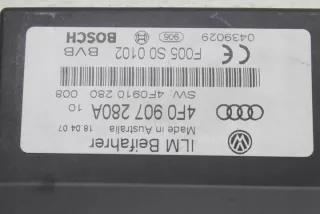 ILM Beifahrer
Made in Australia
18.04.07
4F0 907 280A 10
SW: 4F0910 280 008
F005 S0 0102 BVB
BOSCH 905 0439029